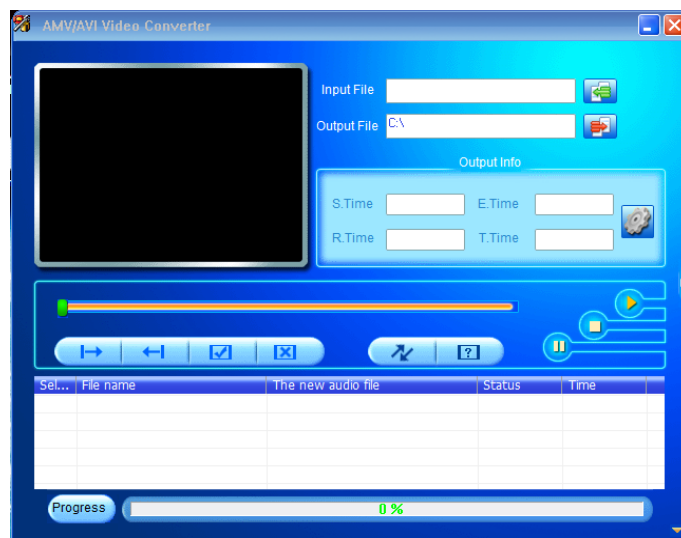 AMV/AVI Video Converter
Input File
Output File C:\
Output Info
S.Time E.Time
R.Time T.Time
Sel... File name The new audio file Status Time
Progress 0 %